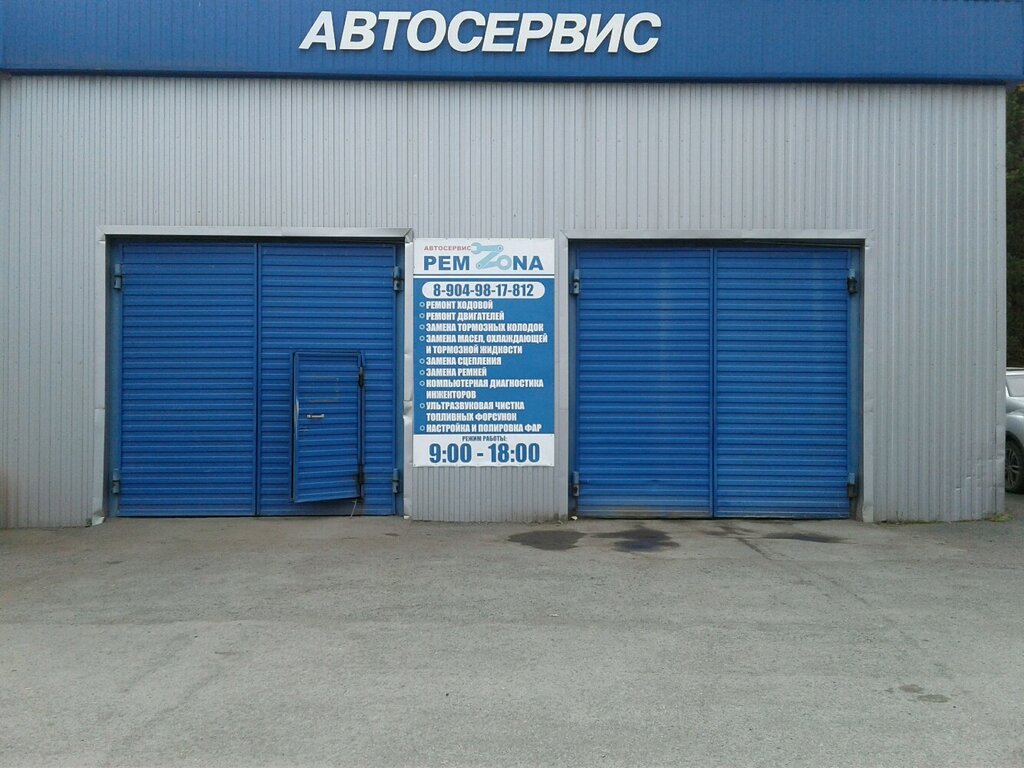 АВТОСЕРВИС
АВТОСЕРВИС
РЕМ ZONA
8-904-98-17-812
РЕМОНТ ХОДОВОЙ
РЕМОНТ ДВИГАТЕЛЕЙ
ЗАМЕНА ТОРМОЗНЫХ КОЛОДОК
ЗАМЕНА МАСЕЛ, ОХЛАЖДАЮЩЕЙ
И ТОРМОЗНОЙ ЖИДКОСТИ
ЗАМЕНА СЦЕПЛЕНИЯ
ЗАМЕНА РЕМНЕЙ
КОМПЬЮТЕРНАЯ ДИАГНОСТИКА
ИНЖЕКТОРОВ
УЛЬТРАЗВУКОВАЯ ЧИСТКА
ТОПЛИВНЫХ ФОРСУНОК
НАСТРОЙКА И ПОЛИРОВКА ФАР
РЕЖИМ РАБОТЫ:
9:00 - 18:00